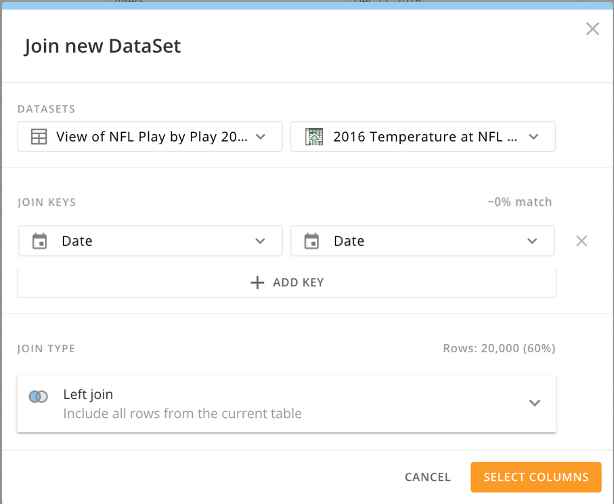 Join new DataSet
DATASETS
View of NFL Play by Play 20... 2016 Temperature at NFL ...
JOIN KEYS ~0% match
Date Date
ADD KEY
JOIN TYPE Rows: 20,000 (60%)
Left join
Include all rows from the current table
CANCEL SELECT COLUMNS